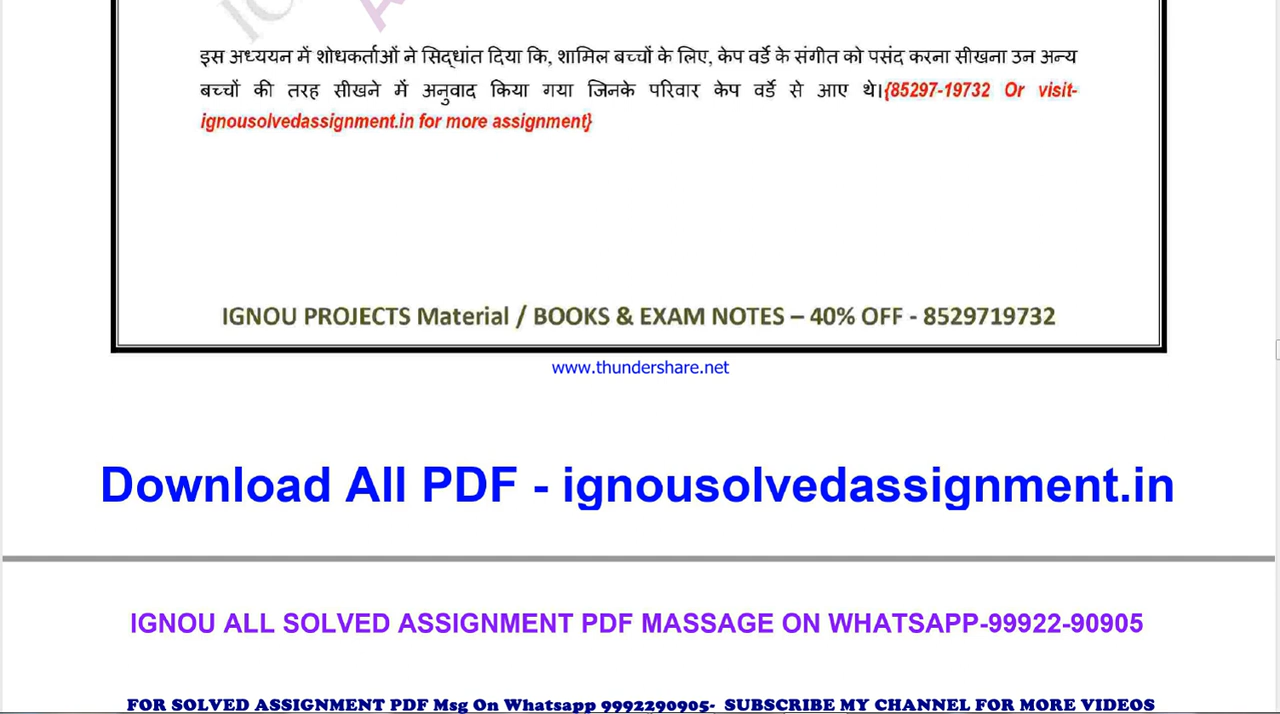 इस अध्ययन में शोधकर्ताओं ने सिद्धांत दिया कि, शामिल बच्चों के लिए, केप वर्डे के संगीत को पसंद करना सीखना उन अन्य
बच्चों की तरह सीखने में अनुवाद किया गया जिनके परिवार केप वर्डे से आए थे।{85297-19732 Or visit-
ignousolvedassignment.in for more assignment}
IGNOU PROJECTS Material / BOOKS & EXAM NOTES – 40% OFF - 8529719732
www.thundershare.net
Download All PDF - ignousolvedassignment.in
IGNOU ALL SOLVED ASSIGNMENT PDF MASSAGE ON WHATSAPP-99922-90905
FOR SOLVED ASSIGNMENT PDF Msg On Whatsapp 9992290905- SUBSCRIBE MY CHANNEL FOR MORE VIDEOS